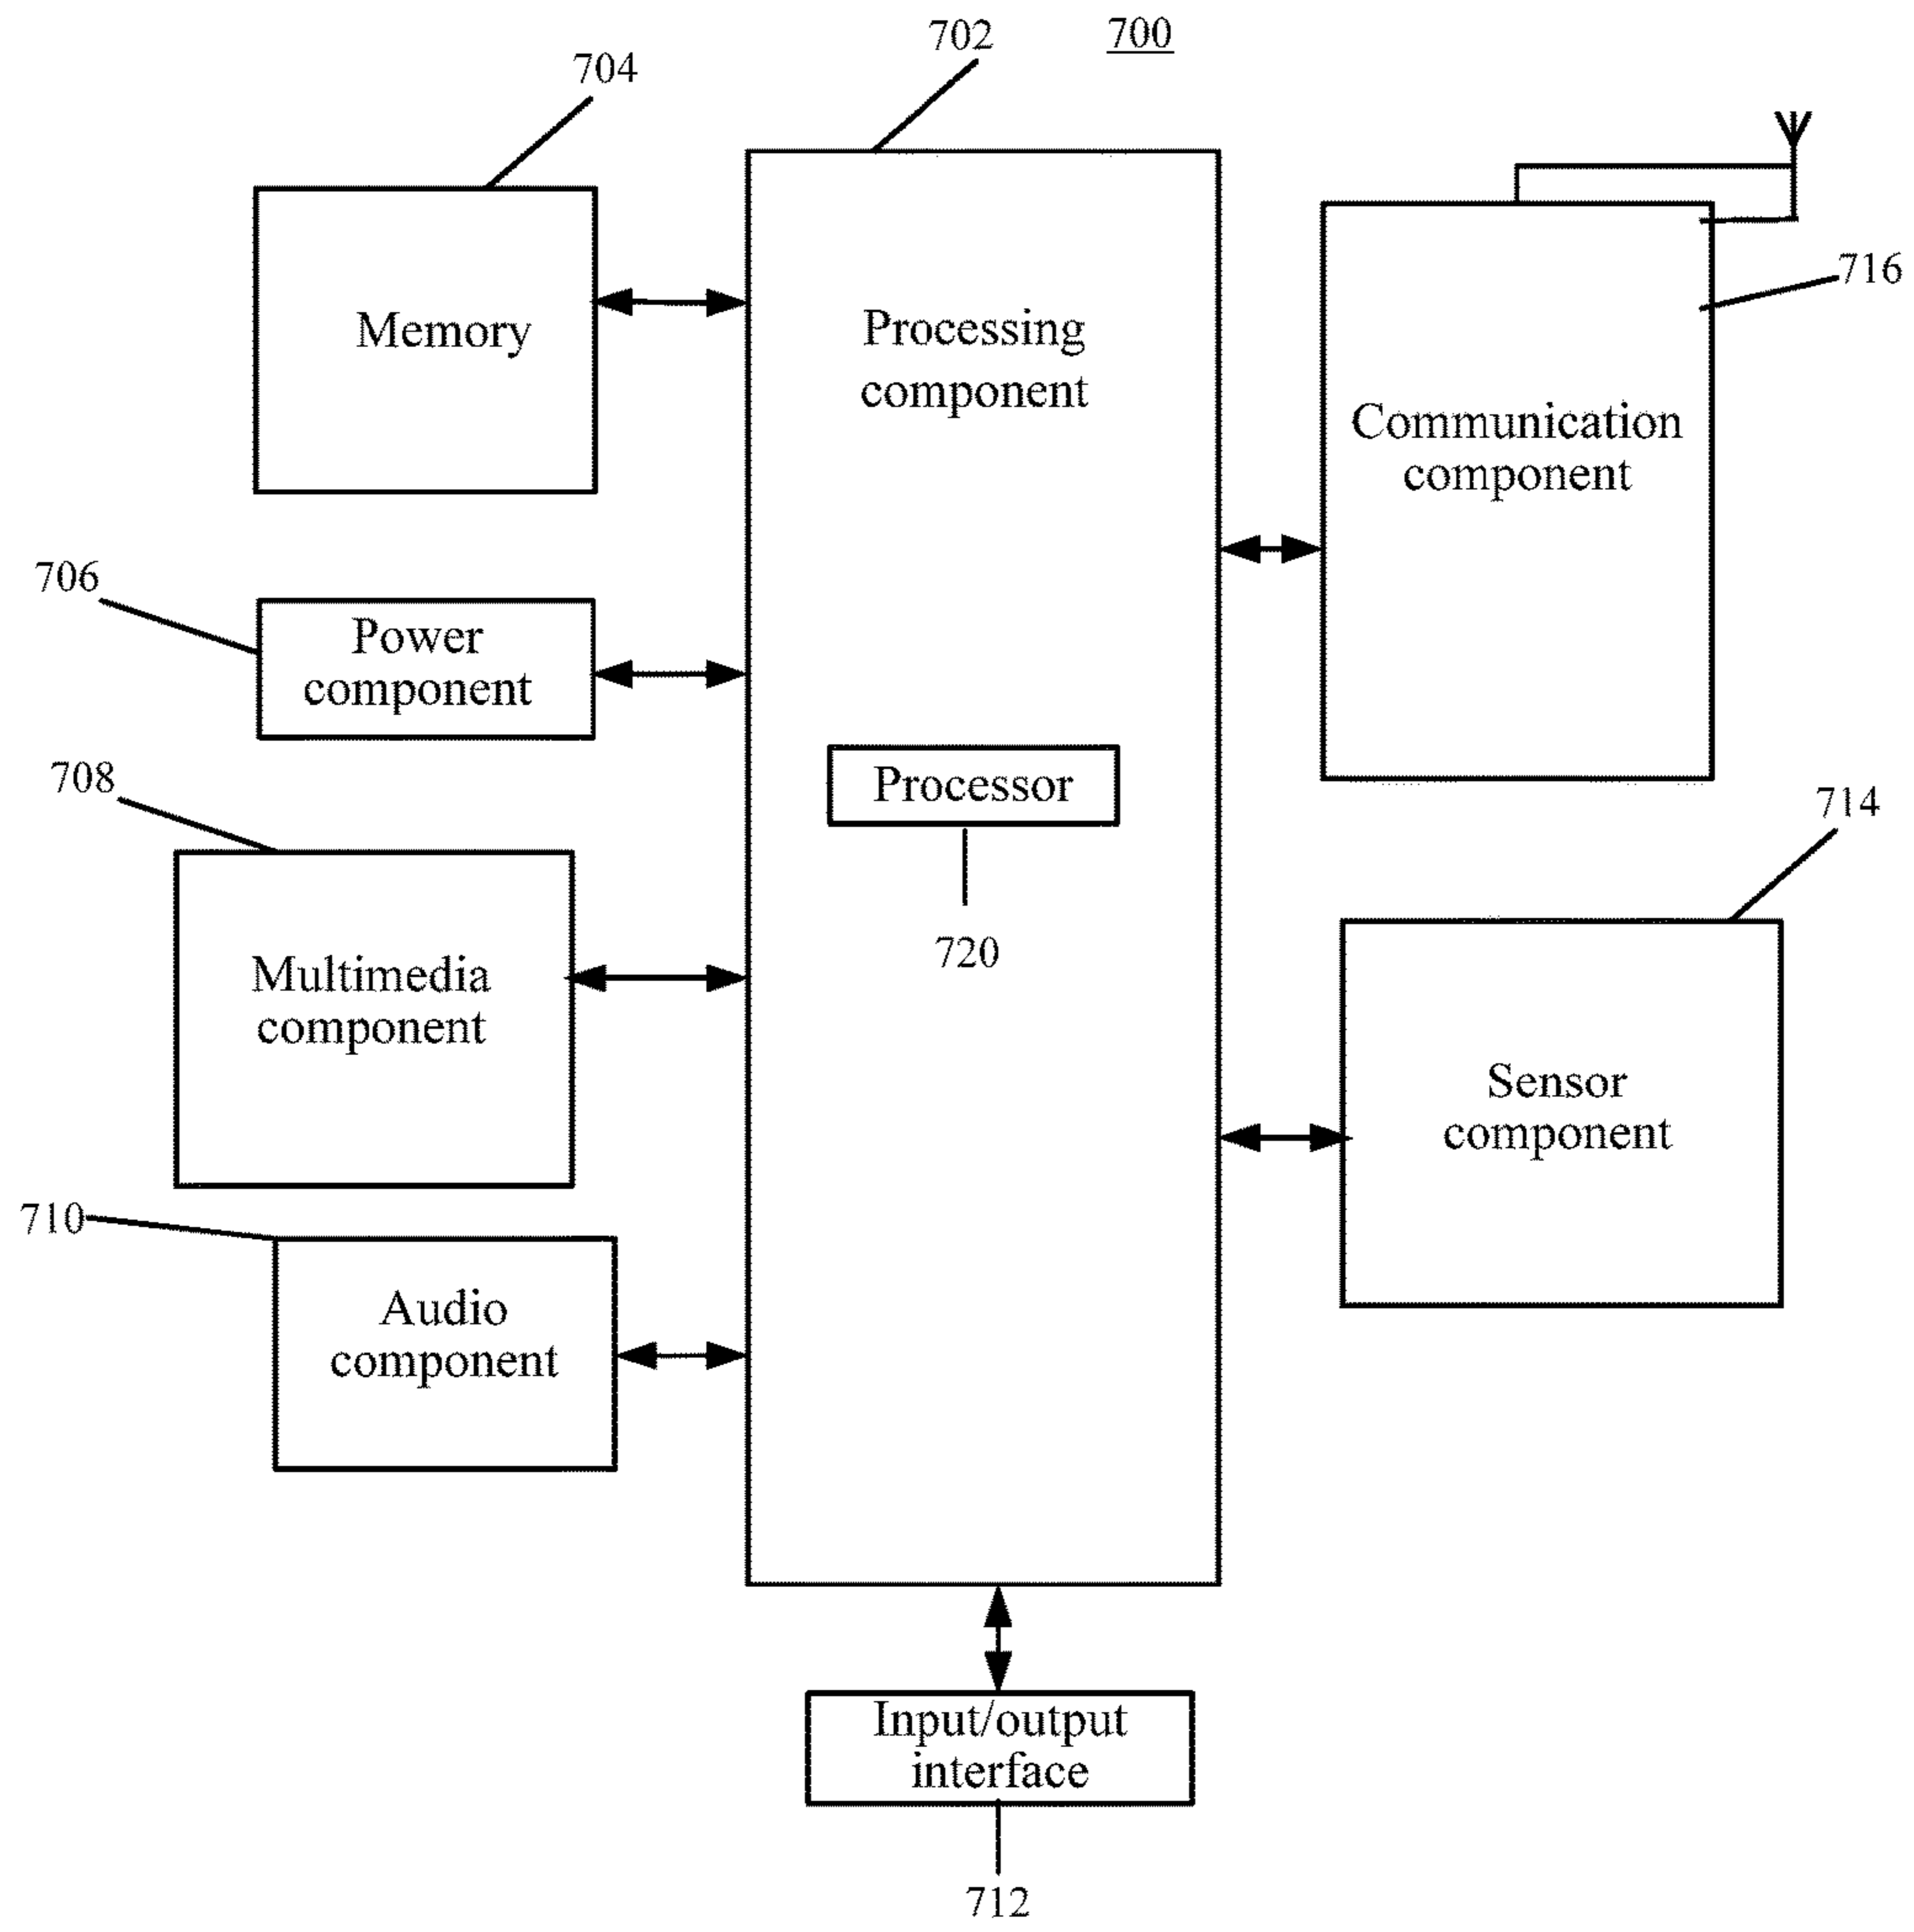 702
700
704
716
Memory
Processing
component
Communication
component
706
Power
component
708
Processor
714
720
Multimedia
component
Sensor
component
710
Audio
component
Input/output
interface
712